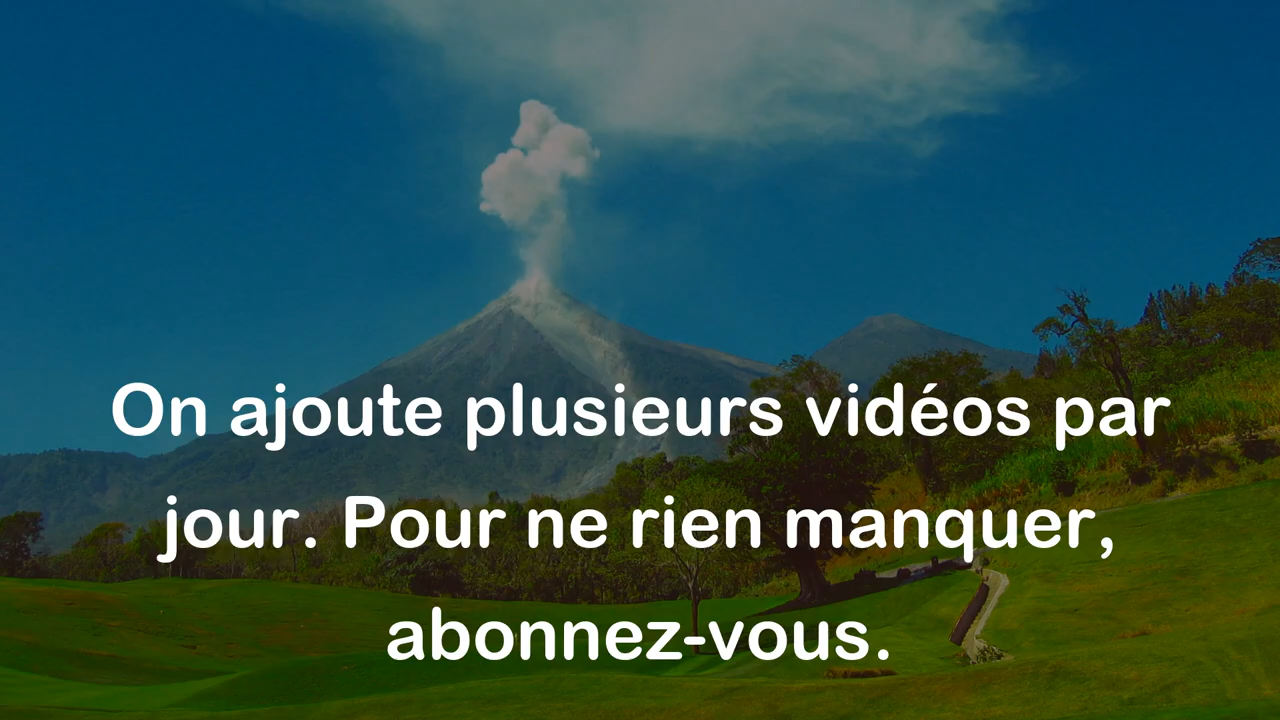 On ajoute plusieurs vidéos par
jour. Pour ne rien manquer,
abonnez-vous.